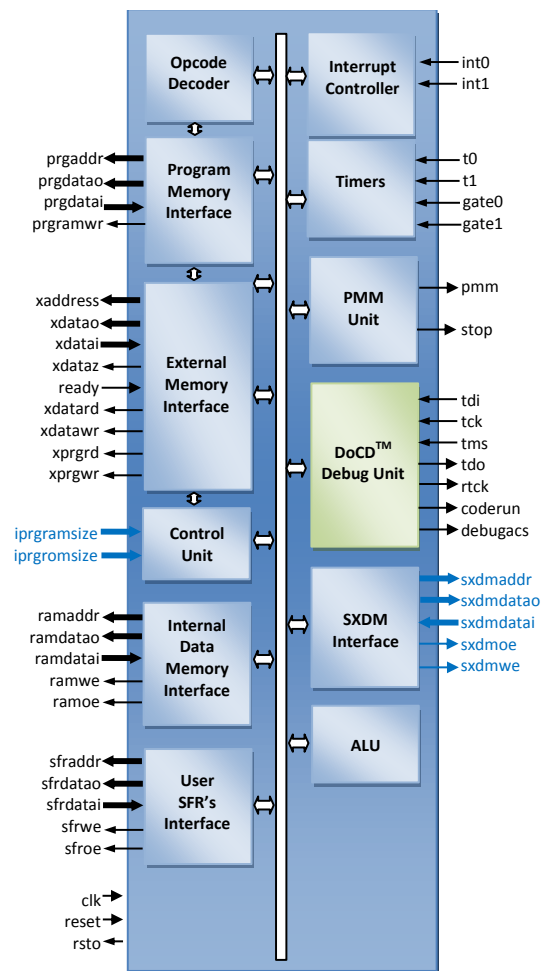 Opcode
Decoder
Program
Memory
Interface
External
Memory
Interface
Control
Unit
Internal
Data
Memory
Interface
User
SFR's
Interface
Interrupt
Controller
Timers
PMM
Unit
DoCD™
Debug Unit
SXDM
Interface
ALU
prgaddr
prgdatao
prgdatai
prgramwr
xaddress
xdatao
xdatai
xdataz
ready
xdatard
xdatawr
xprgrd
xprgwr
iprgramsize
iprgromsize
ramaddr
ramdatao
ramdatai
ramwe
ramoe
sfraddr
sfrdatao
sfrdatai
sfrwe
sfroe
clk
reset
rsto
int0
int1
t0
t1
gate0
gate1
pmm
stop
tdi
tck
tms
tdo
rtck
coderun
debugacs
sxdmaddr
sxdmdatao
sxdmdatai
sxdmoe
sxdmwe